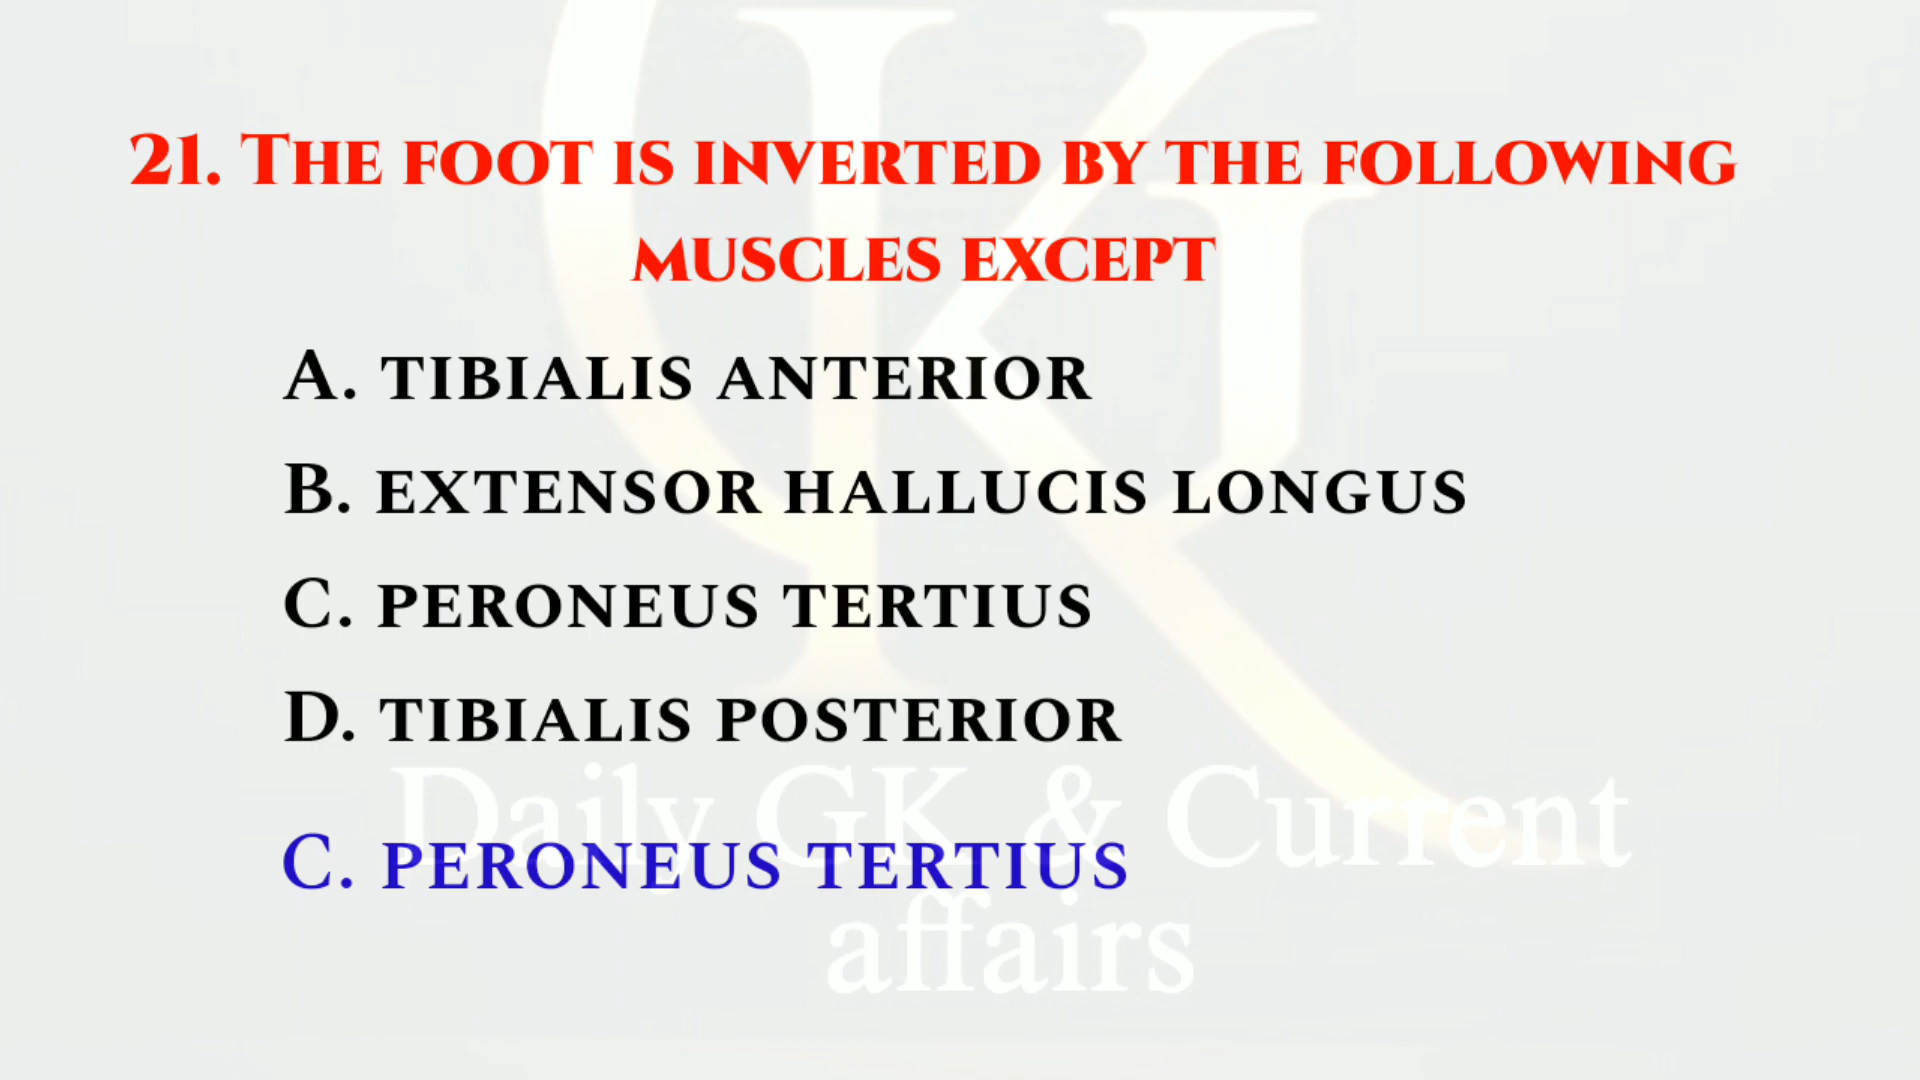 21. The foot is inverted by the following
muscles except
A. tibialis anterior
B. extensor hallucis longus
C. peroneus tertius
D. tibialis posterior
Daily GK & Current
C. peroneus tertius
affairs